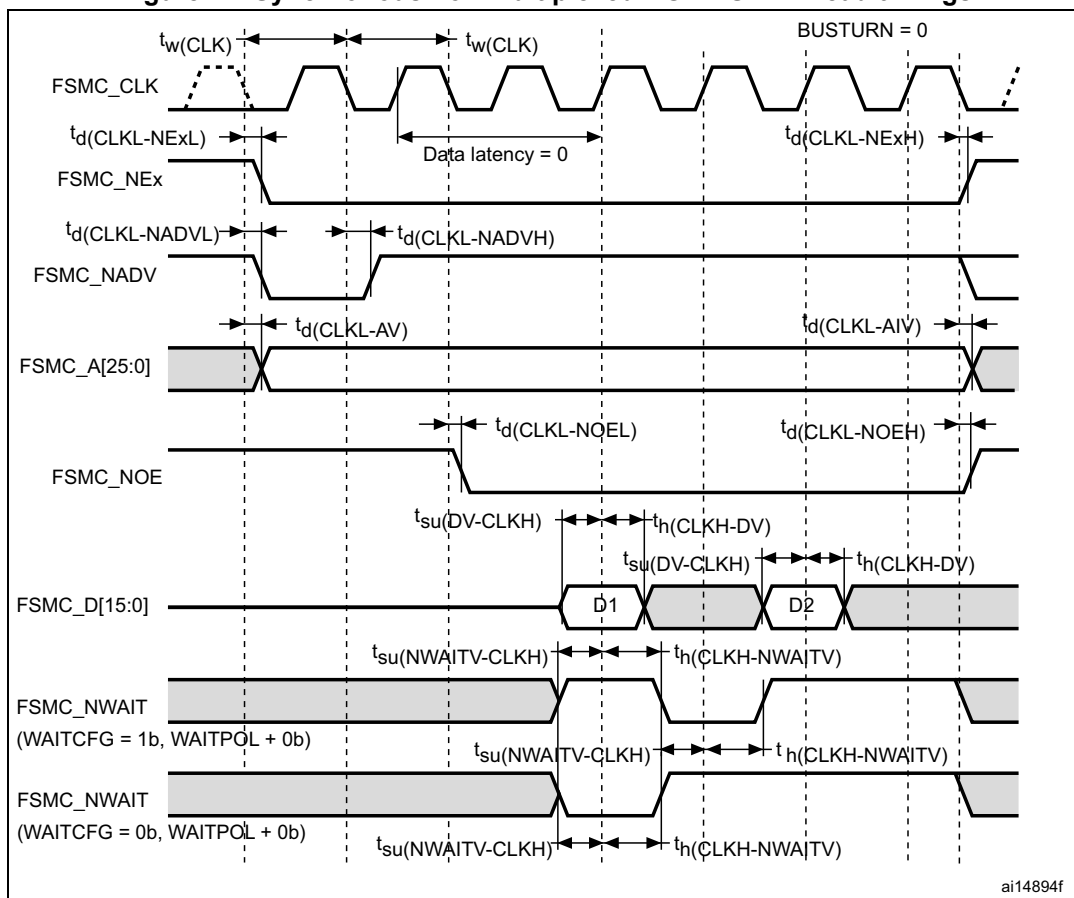 BUSTURN = 0
tw(CLK)
tw(CLK)
FSMC_CLK
td(CLKL-NExL)
Data latency = 0
td(CLKL-NExH)
FSMC_NEx
td(CLKL-NADVL)
td(CLKL-NADVH)
FSMC_NADV
td(CLKL-AV)
td(CLKL-AIV)
FSMC_A[25:0]
td(CLKL-NOEL)
td(CLKL-NOEH)
FSMC_NOE
tsu(DV-CLKH)
th(CLKH-DV)
tsu(DV-CLKH)
th(CLKH-DV)
FSMC_D[15:0]
D1
D2
tsu(NWAITV-CLKH)
th(CLKH-NWAITV)
FSMC_NWAIT
(WAITCFG = 1b, WAITPOL + 0b)
tsu(NWAITV-CLKH)
t h(CLKH-NWAITV)
FSMC_NWAIT
(WAITCFG = 0b, WAITPOL + 0b)
tsu(NWAITV-CLKH)
th(CLKH-NWAITV)
ai14894f